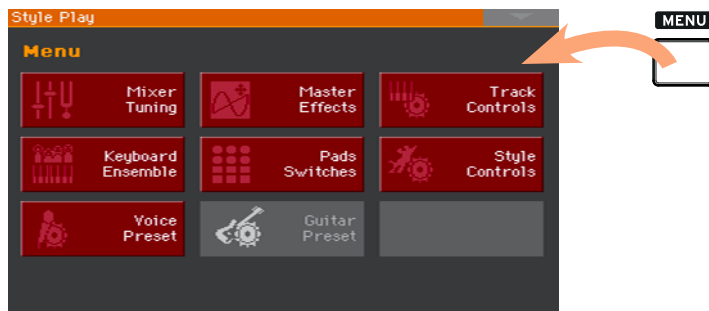 Style Play
MENU
Menu
Mixer
Tuning
Master
Effects
Track
Controls
Keyboard
Ensemble
Pads
Switches
Style
Controls
Voice
Preset
Guitar
Preset